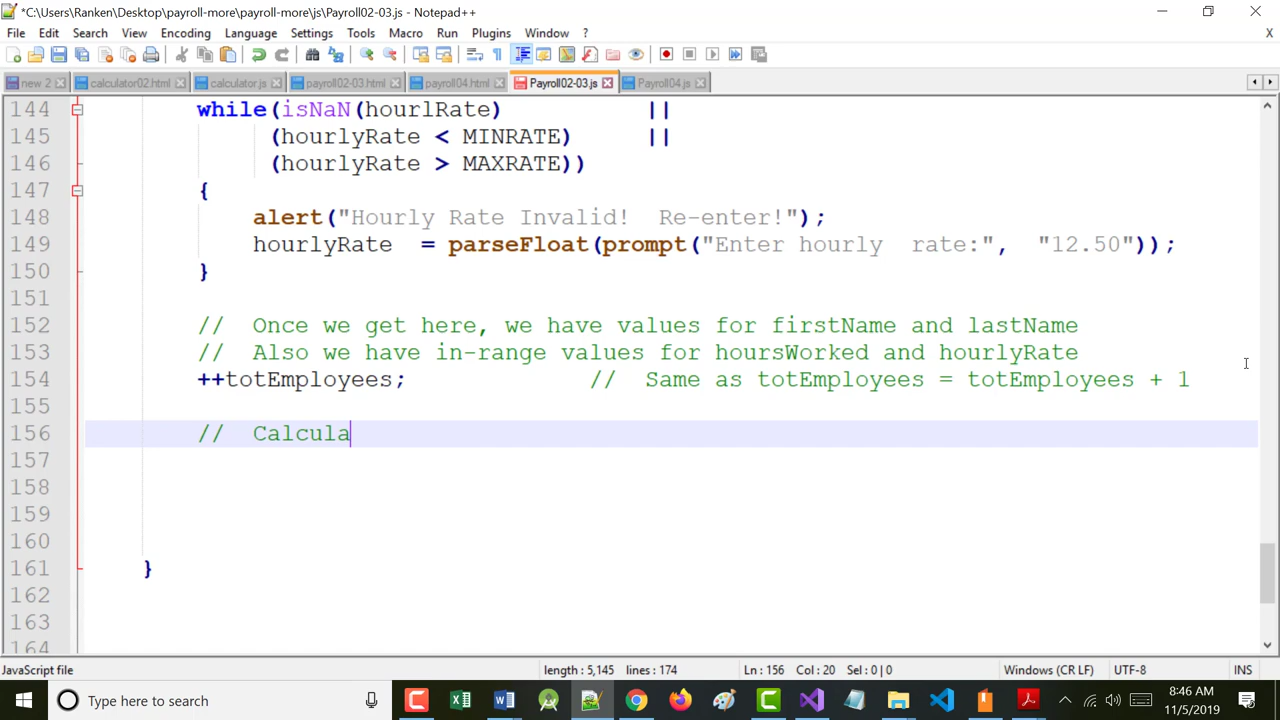 *C:\Users\Ranken\Desktop\payroll-more\payroll-more\js\Payroll02-03.js - Notepad++
File Edit Search View Encoding Language Settings Tools Macro Run Plugins Window ? X
new 2 calculator02.html calculator.js payroll02-03.html payroll04.html Payroll02-03.js Payroll04.js
144 while(isNaN(hourlRate) ||
145 (hourlyRate < MINRATE) ||
146 (hourlyRate > MAXRATE))
147 {
148 alert("Hourly Rate Invalid!  Re-enter!");
149 hourlyRate  = parseFloat(prompt("Enter hourly  rate:",  "12.50"));
150 }
151
152 //  Once we get here, we have values for firstName and lastName
153 //  Also we have in-range values for hoursWorked and hourlyRate
154 ++totEmployees; //  Same as totEmployees = totEmployees + 1
155
156 //  Calcula
157
158
159
160
161 }
162
163
164
JavaScript file length : 5,145 lines : 174 Ln : 156 Col : 20 Sel : 0 | 0 Windows (CR LF) UTF-8 INS
Type here to search 8:46 AM
11/5/2019